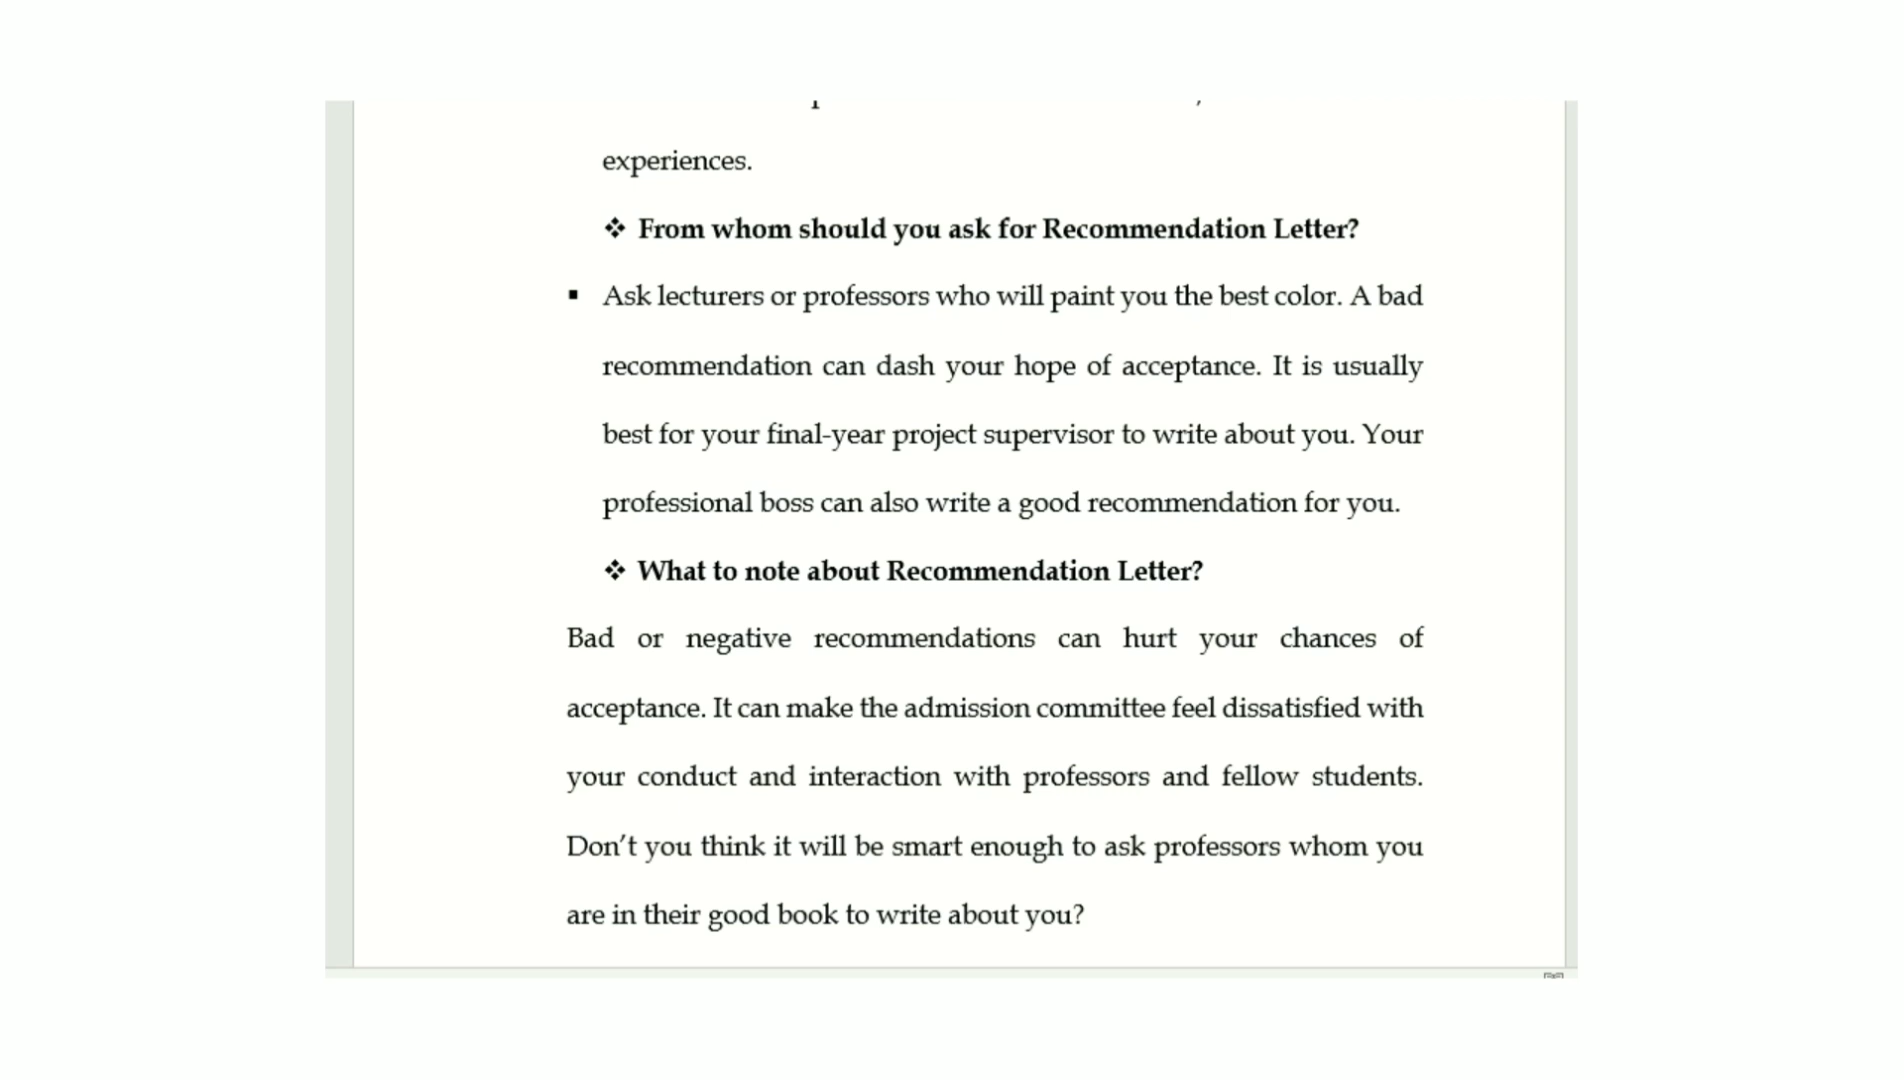 experiences.
❖ From whom should you ask for Recommendation Letter?
▪ Ask lecturers or professors who will paint you the best color. A bad
recommendation can dash your hope of acceptance. It is usually
best for your final-year project supervisor to write about you. Your
professional boss can also write a good recommendation for you.
❖ What to note about Recommendation Letter?
Bad or negative recommendations can hurt your chances of
acceptance. It can make the admission committee feel dissatisfied with
your conduct and interaction with professors and fellow students.
Don’t you think it will be smart enough to ask professors whom you
are in their good book to write about you?